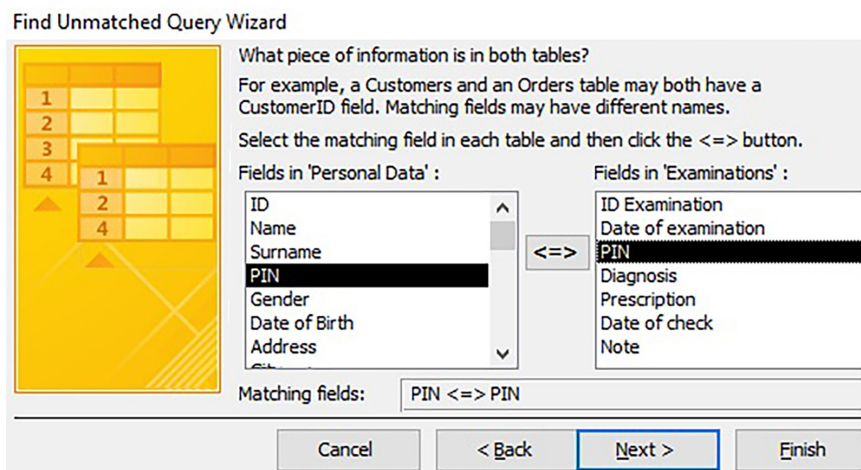 Find Unmatched Query Wizard
1
2
3
4
1
2
4
What piece of information is in both tables?
For example, a Customers and an Orders table may both have a
CustomerID field. Matching fields may have different names.
Select the matching field in each table and then click the <=> button.
Fields in 'Personal Data' :
ID
Name
Surname
PIN
Gender
Date of Birth
Address
<=>
Fields in 'Examinations' :
ID Examination
Date of examination
PIN
Diagnosis
Prescription
Date of check
Note
Matching fields:
PIN <=> PIN
Cancel
< Back
Next >
Finish